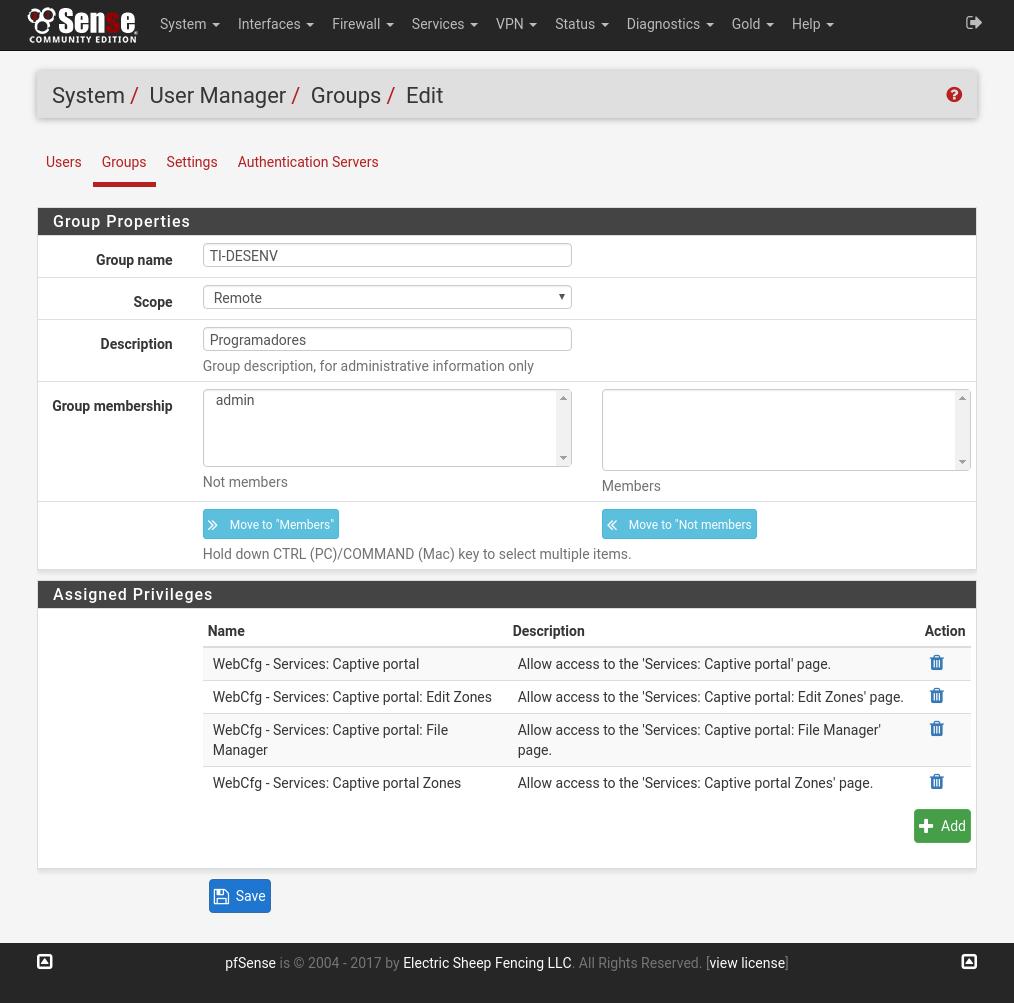 Sense
COMMUNITY EDITION
System Interfaces Firewall Services VPN Status Diagnostics Gold Help
System / User Manager / Groups / Edit
Users Groups Settings Authentication Servers
Group Properties
Group name TI-DESENV
Scope Remote
Description Programadores
Group description, for administrative information only
Group membership admin
Not members
Members
Move to "Members" Move to "Not members
Hold down CTRL (PC)/COMMAND (Mac) key to select multiple items.
Assigned Privileges
Name Description Action
WebCfg - Services: Captive portal Allow access to the 'Services: Captive portal' page.
WebCfg - Services: Captive portal: Edit Zones Allow access to the 'Services: Captive portal: Edit Zones' page.
WebCfg - Services: Captive portal: File Allow access to the 'Services: Captive portal: File Manager'
Manager page.
WebCfg - Services: Captive portal Zones Allow access to the 'Services: Captive portal Zones' page.
Add
Save
pfSense is © 2004 - 2017 by Electric Sheep Fencing LLC. All Rights Reserved. [view license]